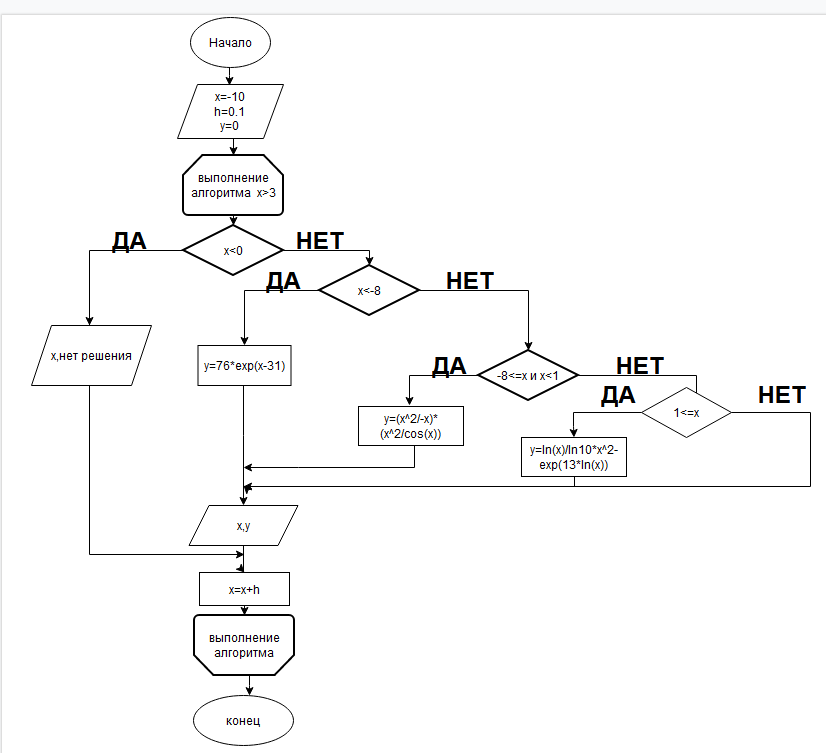 Начало
x=-10
h=0.1
y=0
выполнение
алгоритма x>3
ДА
x<0
НЕТ
ДА
x<-8
НЕТ
x,нет решения
y=76*exp(x-31)
ДА
-8<=x и x<1
НЕТ
ДА
1<=x
НЕТ
y=(x^2/-x)*
(x^2/cos(x))
y=ln(x)/ln10*x^2-
exp(13*ln(x))
x,y
x=x+h
выполнение
алгоритма
конец